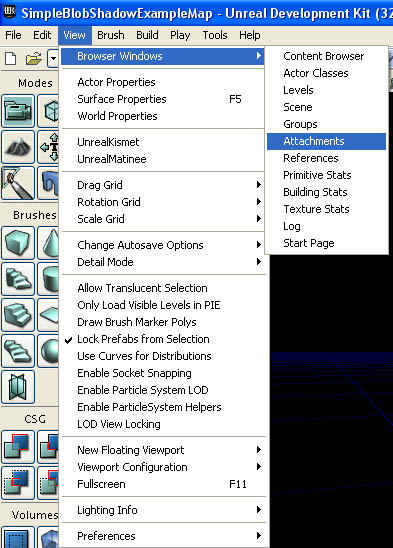 SimpleBlobShadowExampleMap - Unreal Development Kit (32
File Edit View Brush Build Play Tools Help
Modes
Brushes
CSG
Volumes
Browser Windows
Actor Properties
Surface Properties F5
World Properties
UnrealKismet
UnrealMatinee
Drag Grid
Rotation Grid
Scale Grid
Change Autosave Options
Detail Mode
Allow Translucent Selection
Only Load Visible Levels in PIE
Draw Brush Marker Polys
Lock Prefabs from Selection
Use Curves for Distributions
Enable Socket Snapping
Enable Particle System LOD
Enable ParticleSystem Helpers
LOD View Locking
New Floating Viewport
Viewport Configuration
Fullscreen F11
Lighting Info
Preferences
Content Browser
Actor Classes
Levels
Scene
Groups
Attachments
References
Primitive Stats
Building Stats
Texture Stats
Log
Start Page